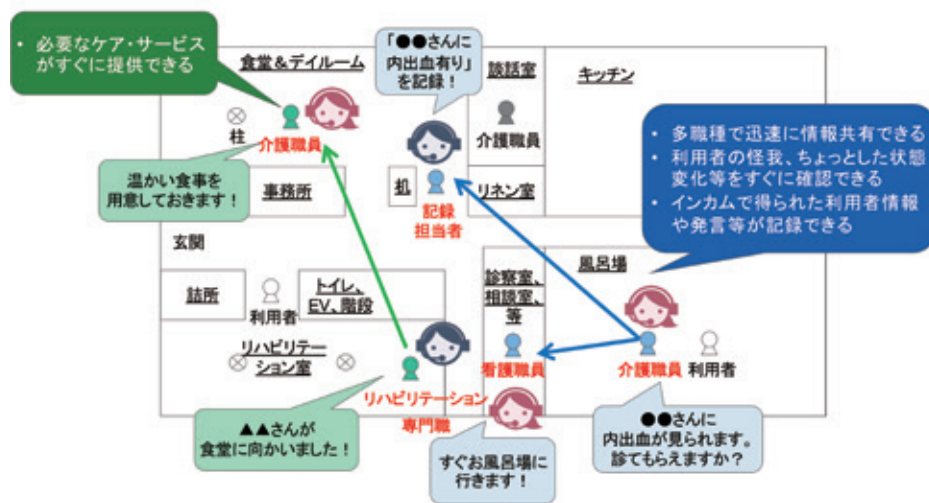 • 必要なケア・サービス
がすぐに提供できる
食堂＆デイルーム
柱
介護職員
温かい食事を
用意しておきます！
事務所
玄関
「●●さんに
内出血有り」
を記録！
机
記録
担当者
談話室
介護職員
リネン室
キッチン
• 多職種で迅速に情報共有できる
• 利用者の怪我、ちょっとした状態
変化等をすぐに確認できる
• インカムで得られた利用者情報
や発言等が記録できる
詰所
利用者
トイレ、
EV、階段
リハビリテー
ション室
リハビリテーション
専門職
▲▲さんが
食堂に向かいました！
診察室、
相談室、
等
看護職員
すぐお風呂場に
行きます！
風呂場
介護職員
利用者
●●さんに
内出血が見られます。
診てもらえますか？